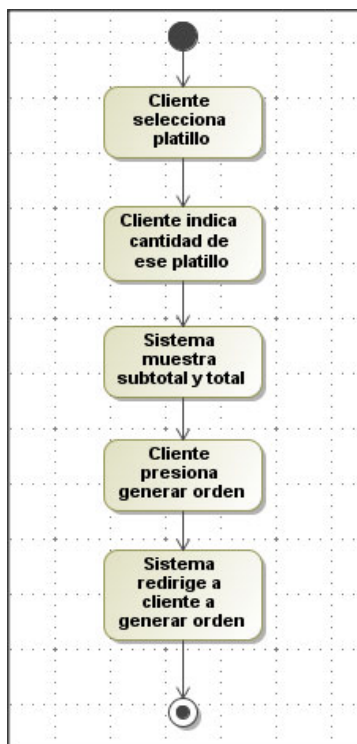 Cliente
selecciona
platillo
Cliente indica
cantidad de
ese platillo
Sistema
muestra
subtotal y total
Cliente
presiona
generar orden
Sistema
redirige a
cliente a
generar orden